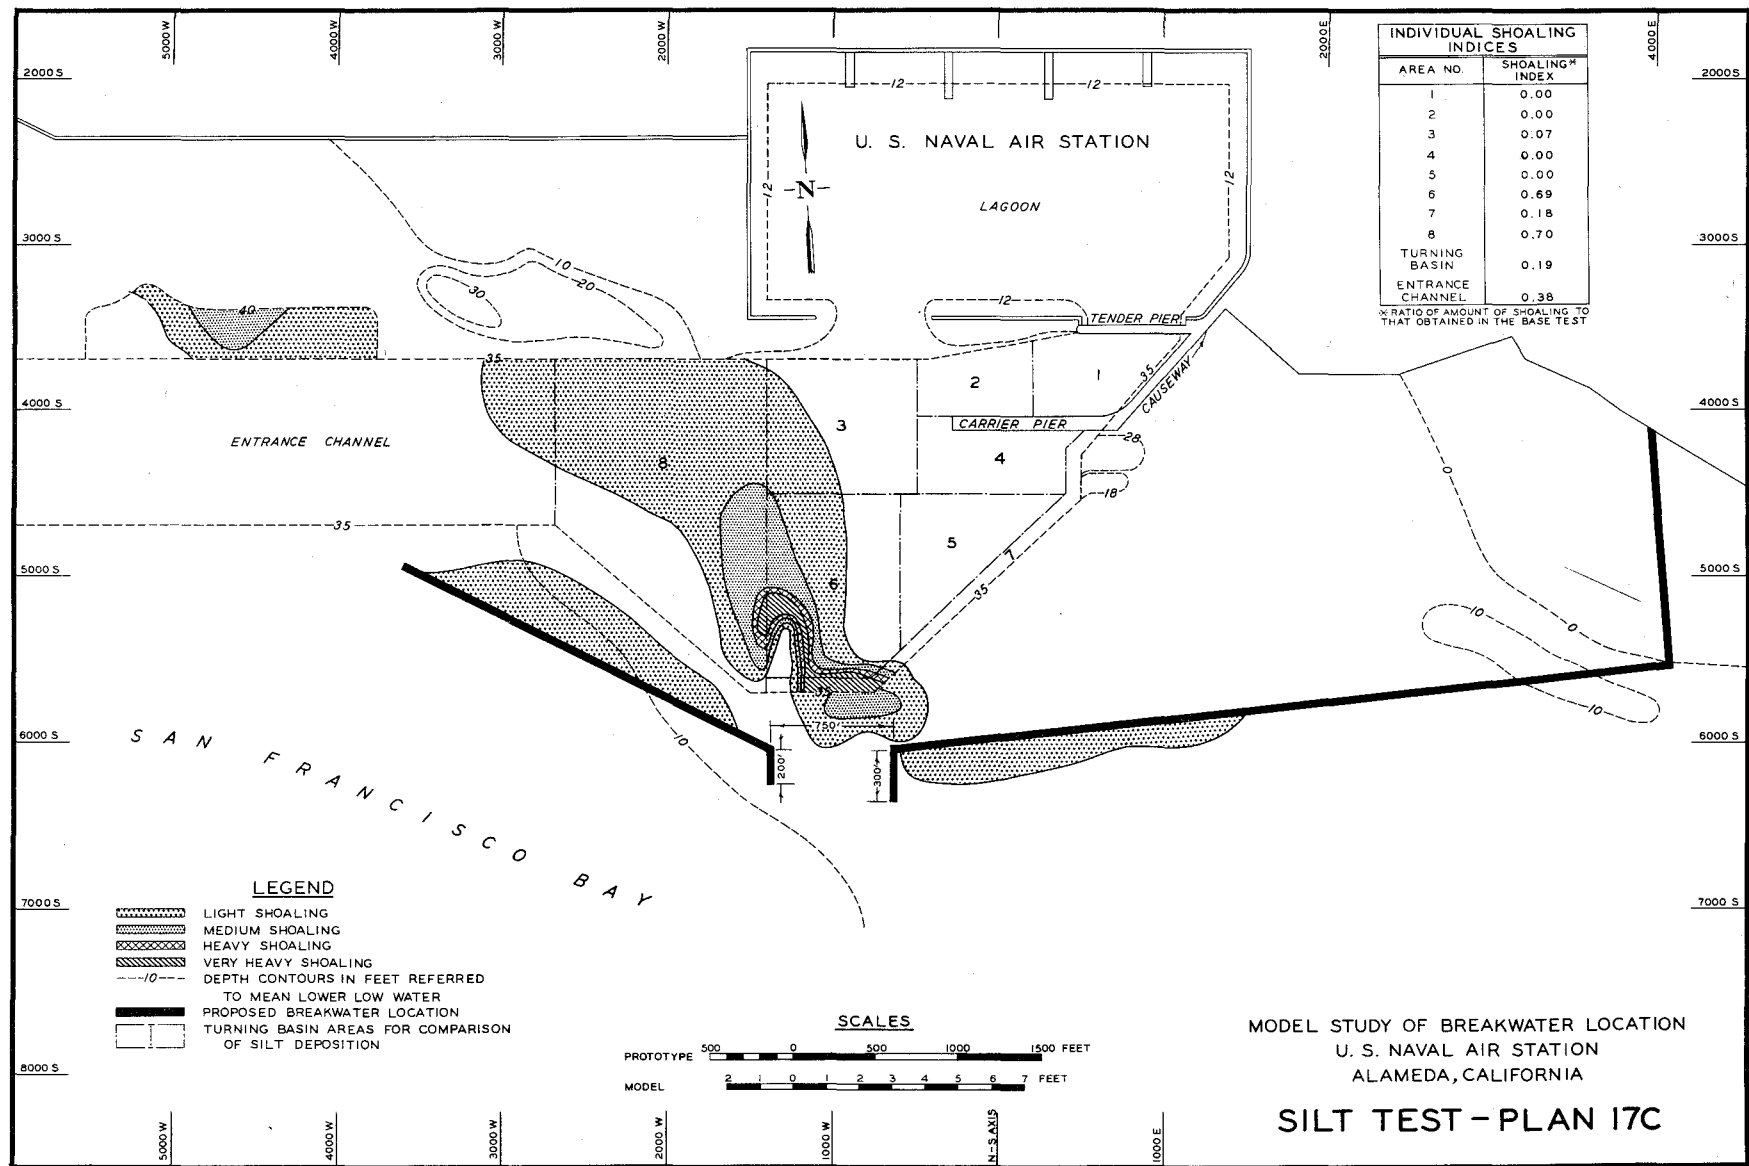 5000 W
4000 W
3000 W
2000 W
2000 E
4000 E
2000 S
2000 S
3000 S
3000 S
4000 S
4000 S
5000 S
5000 S
6000 S
6000 S
7000 S
7000 S
8000 S
INDIVIDUAL SHOALING
INDICES
AREA NO. SHOALING* INDEX
1 0.00
2 0.00
3 0.07
4 0.00
5 0.00
6 0.69
7 0.18
8 0.70
TURNING BASIN 0.19
ENTRANCE CHANNEL 0.38
* RATIO OF AMOUNT OF SHOALING TO
THAT OBTAINED IN THE BASE TEST
12
12
U. S. NAVAL AIR STATION
12
N
12
LAGOON
10
20
30
40
12
TENDER PIER
35
35
2
1
CAUSEWAY
3
CARRIER PIER
28
ENTRANCE CHANNEL
8
4
0
18
35
5
7
6
35
10
0
17
750'
10
10
200'
300'
SAN FRANCISCO BAY
LEGEND
LIGHT SHOALING
MEDIUM SHOALING
HEAVY SHOALING
VERY HEAVY SHOALING
10 DEPTH CONTOURS IN FEET REFERRED
TO MEAN LOWER LOW WATER
PROPOSED BREAKWATER LOCATION
TURNING BASIN AREAS FOR COMPARISON
OF SILT DEPOSITION
SCALES
PROTOTYPE 500 0 500 1000 1500 FEET
MODEL 2 1 0 1 2 3 4 5 6 7 FEET
MODEL STUDY OF BREAKWATER LOCATION
U. S. NAVAL AIR STATION
ALAMEDA, CALIFORNIA
SILT TEST – PLAN 17C
5000 W
4000 W
3000 W
2000 W
1000 W
N-S AXIS
1000 E